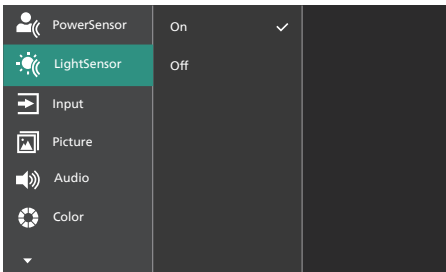 PowerSensor
LightSensor
Input
Picture
Audio
Color
On
Off